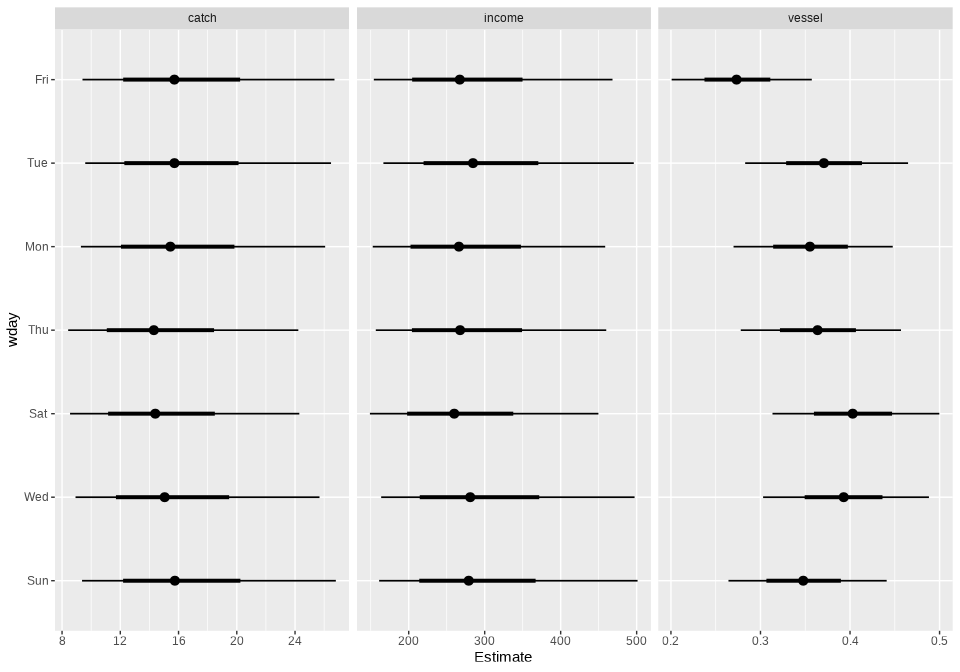 catch income vessel
Fri
Tue
Mon
Thu
Sat
Wed
Sun
wday
8 12 16 20 24 200 300 400 500 0.2 0.3 0.4 0.5
Estimate